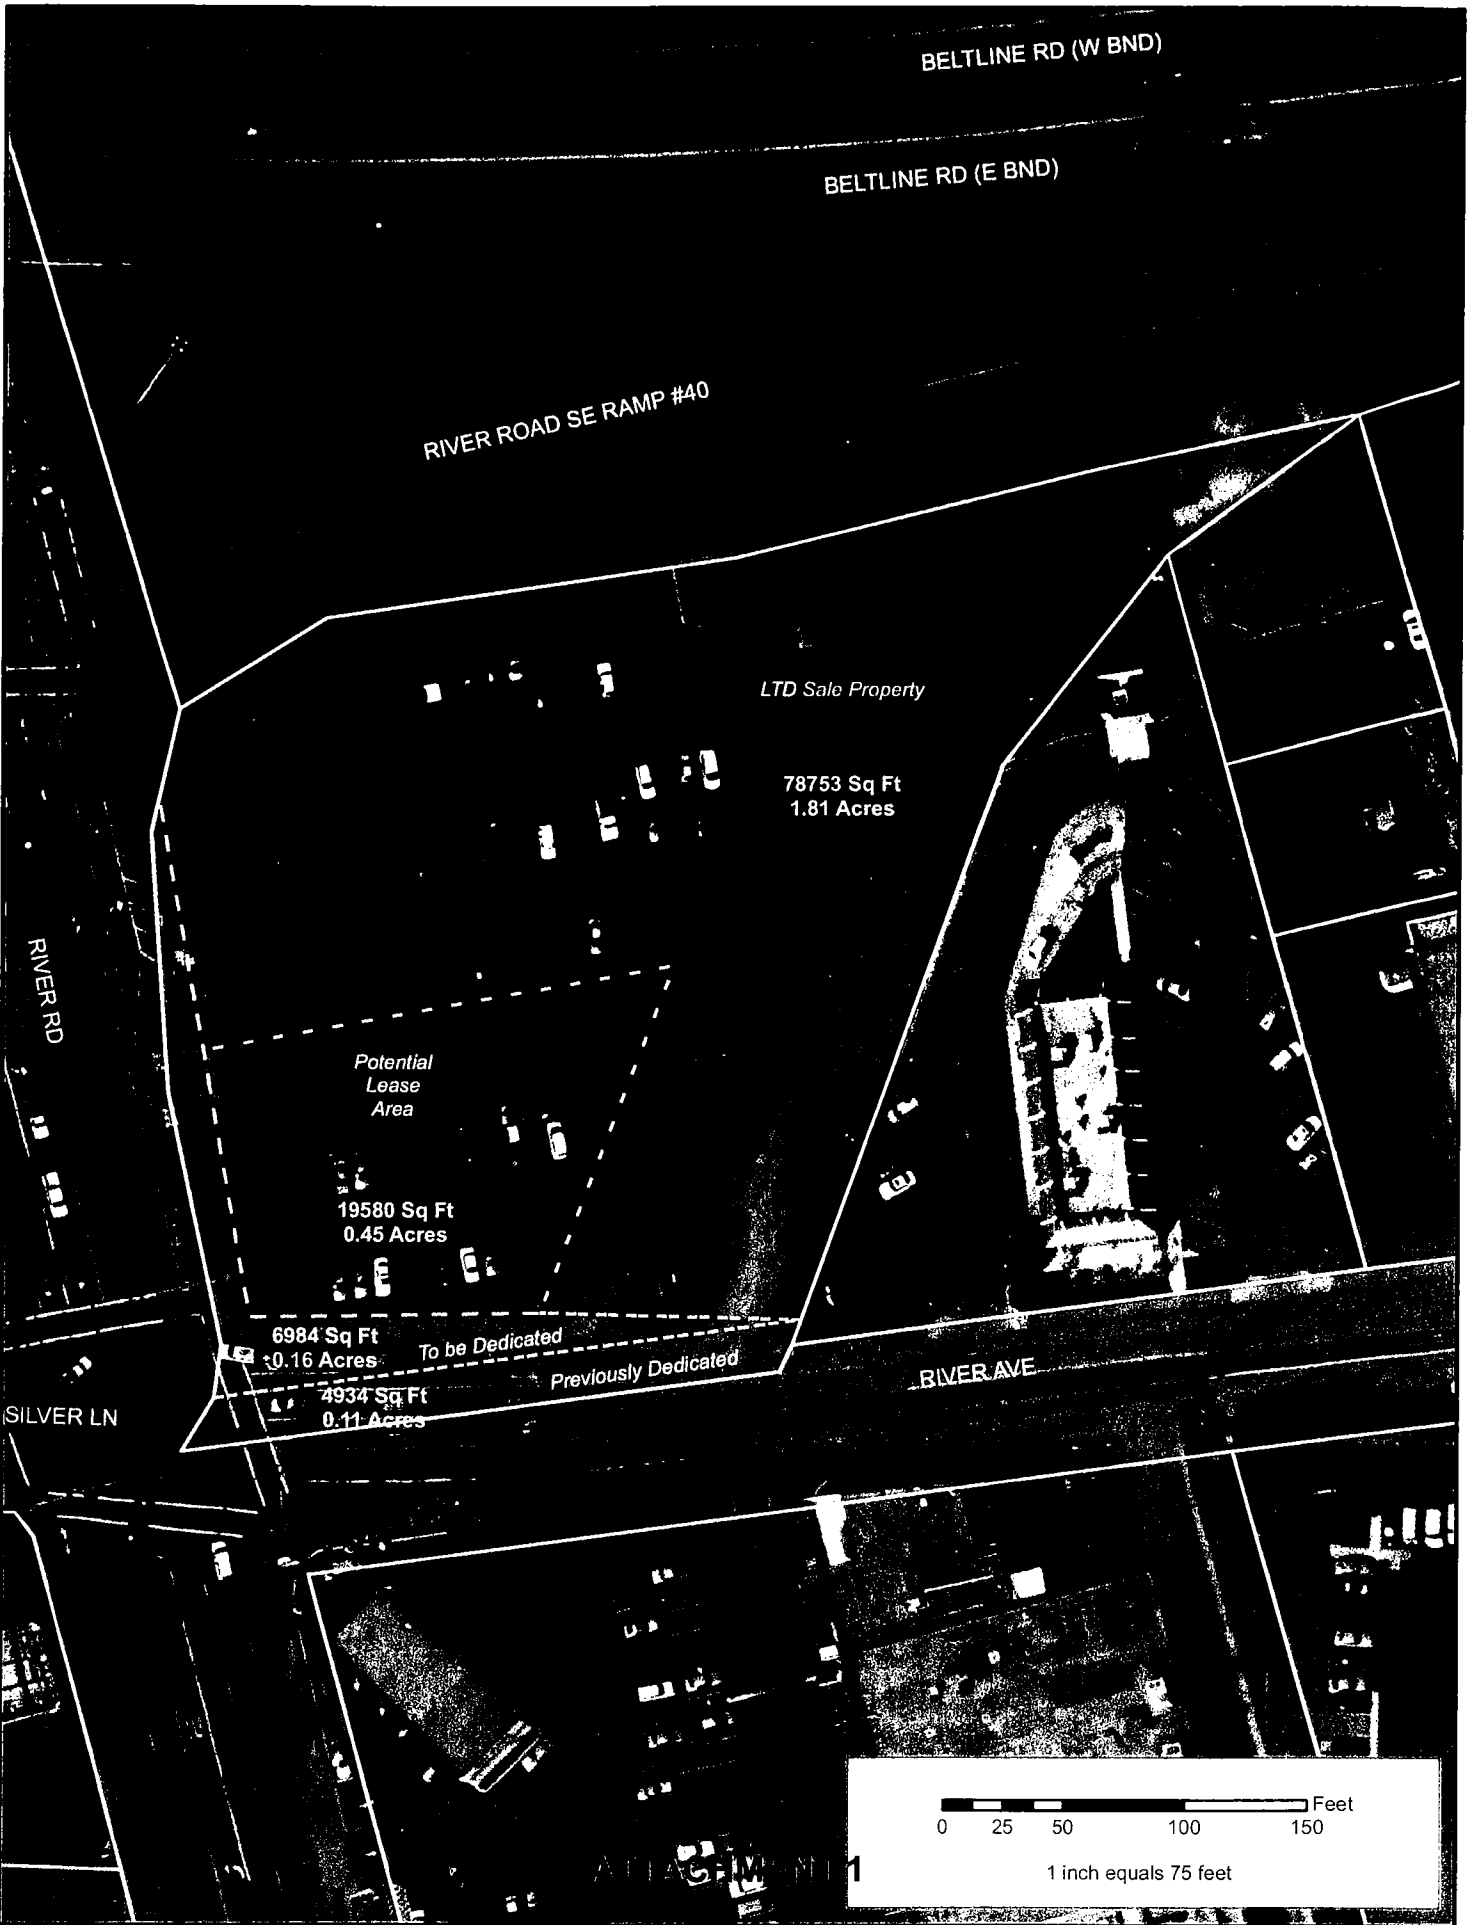 BELTLINE RD (W BND)
BELTLINE RD (E BND)
RIVER ROAD SE RAMP #40
LTD Sale Property
78753 Sq Ft
1.81 Acres
RIVER RD
Potential
Lease
Area
19580 Sq Ft
0.45 Acres
6984 Sq Ft
0.16 Acres
To be Dedicated
Previously Dedicated
4934 Sq Ft
0.11 Acres
RIVER AVE
SILVER LN
Feet
0 25 50 100 150
1 inch equals 75 feet
ATTACHMENT 1